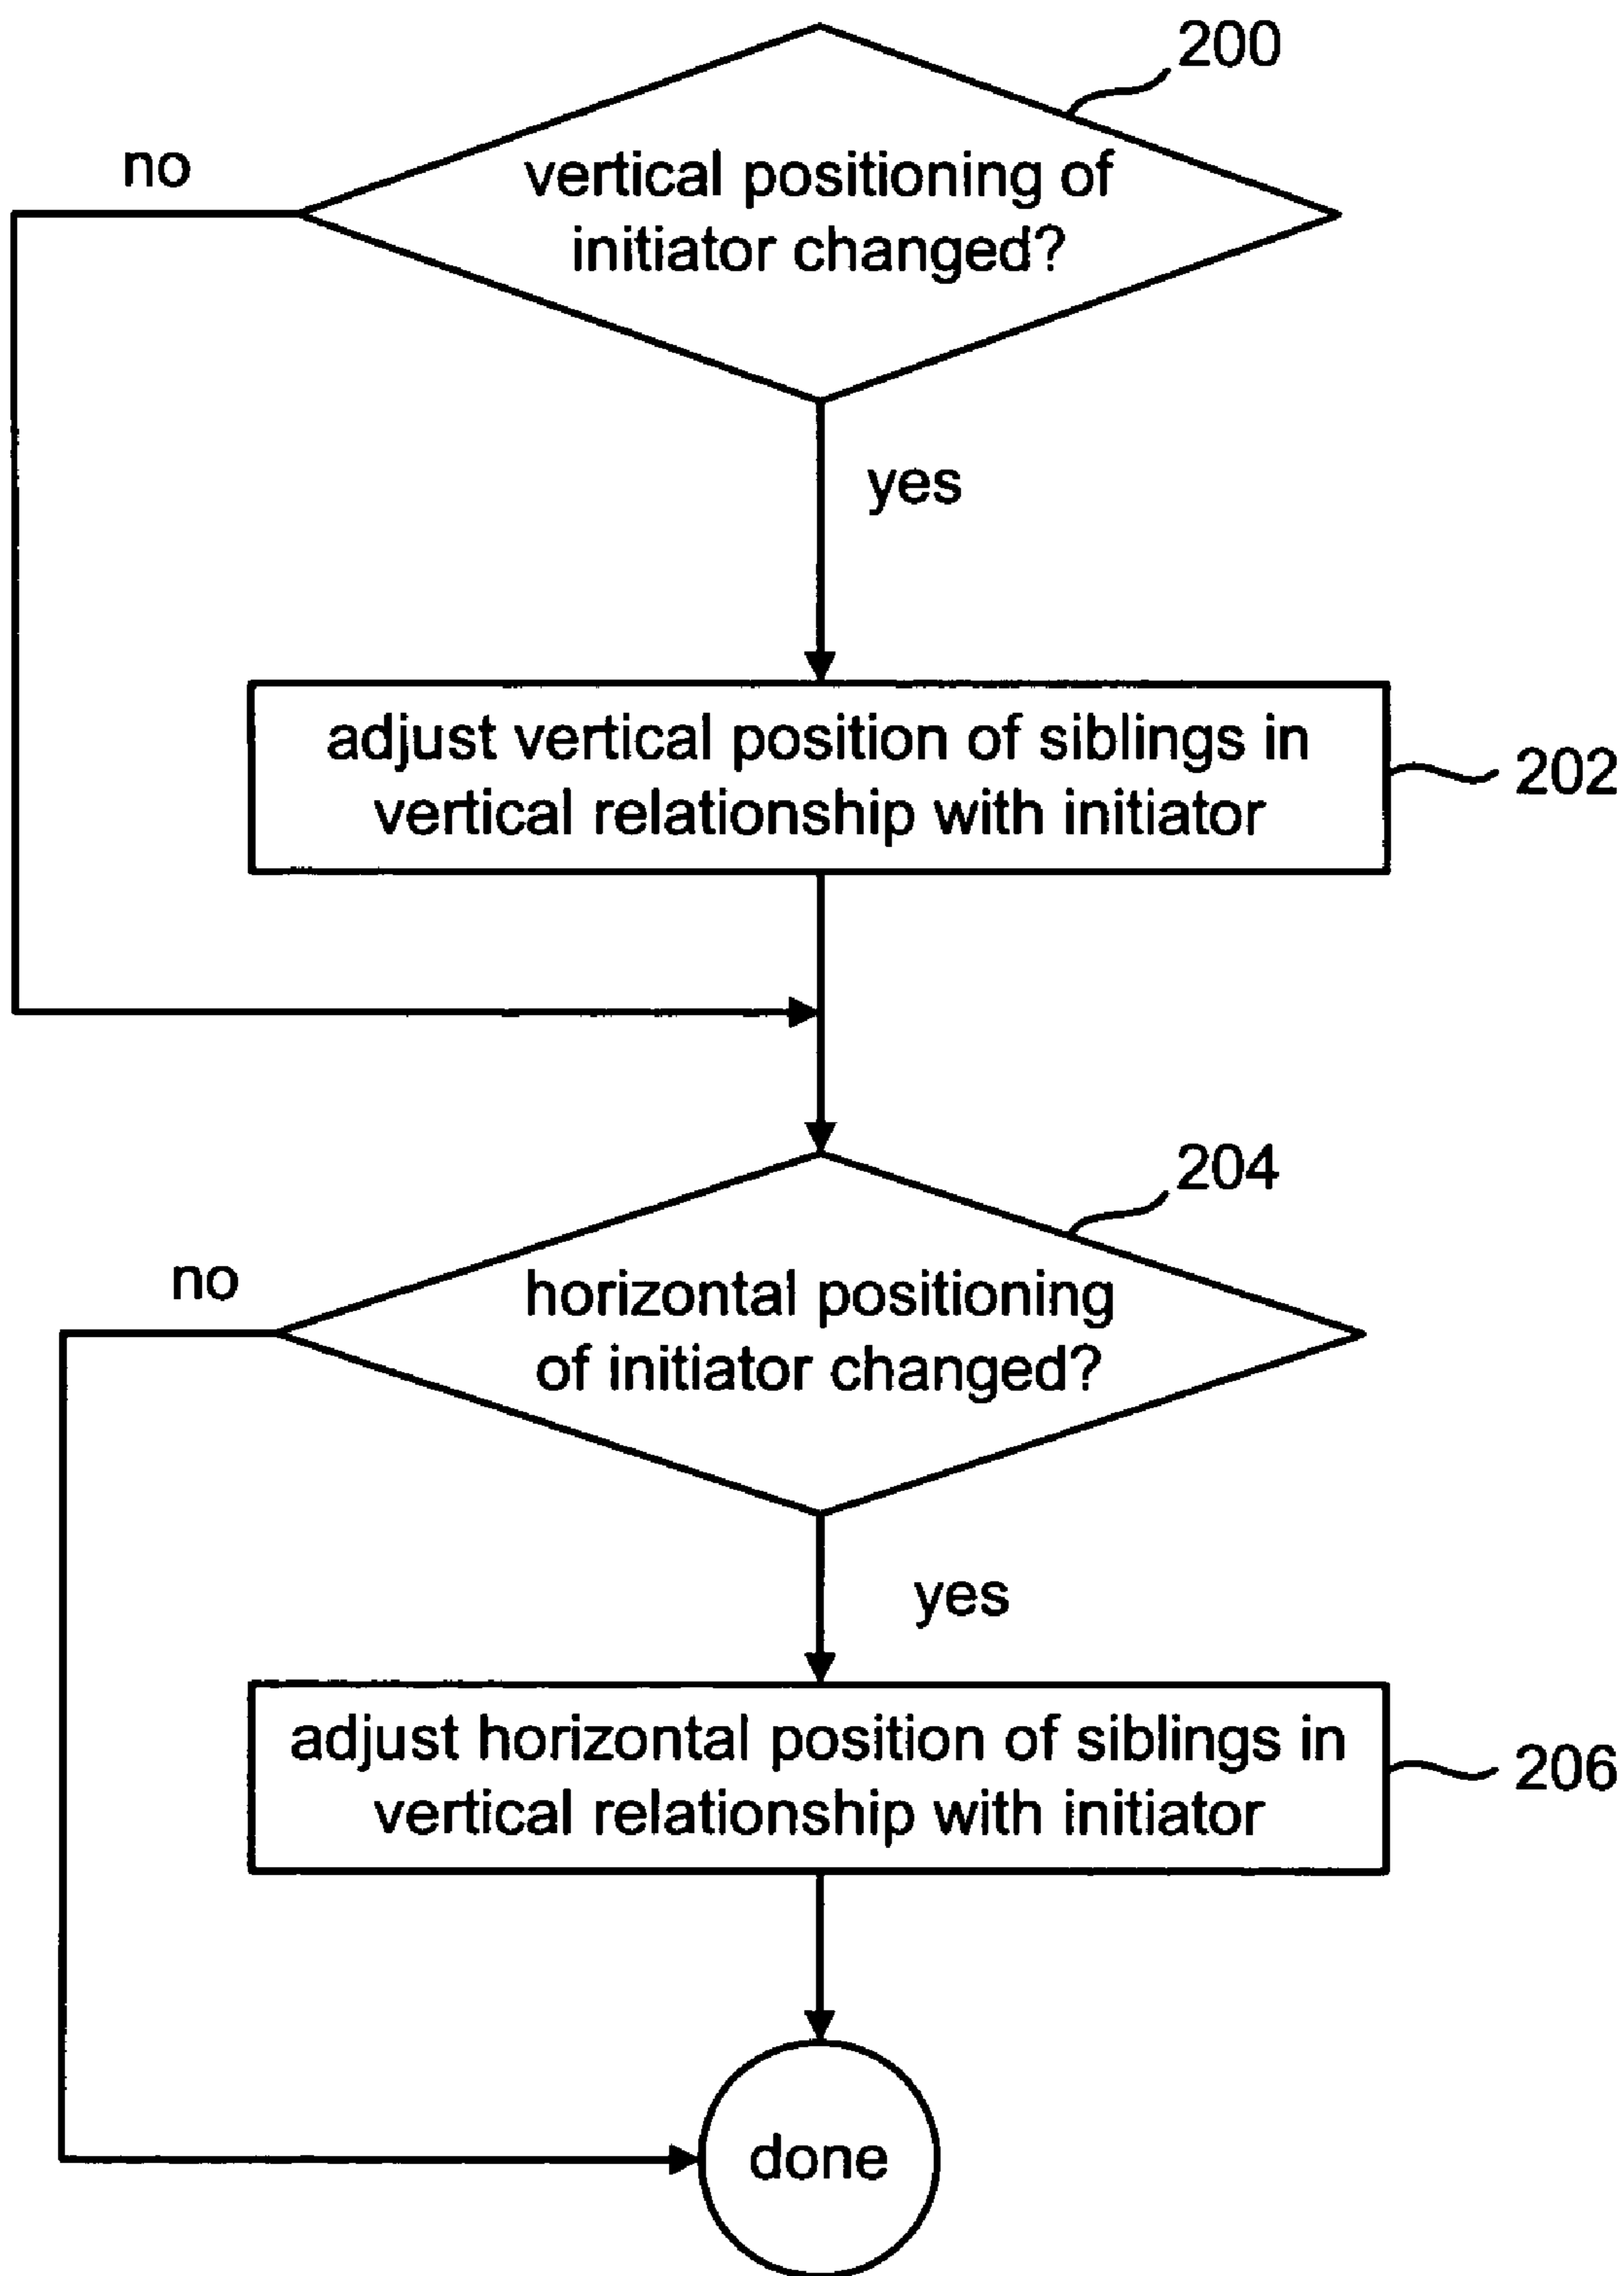 200
no
vertical positioning of
initiator changed?
yes
adjust vertical position of siblings in
vertical relationship with initiator
202
204
no
horizontal positioning
of initiator changed?
yes
adjust horizontal position of siblings in
vertical relationship with initiator
206
done